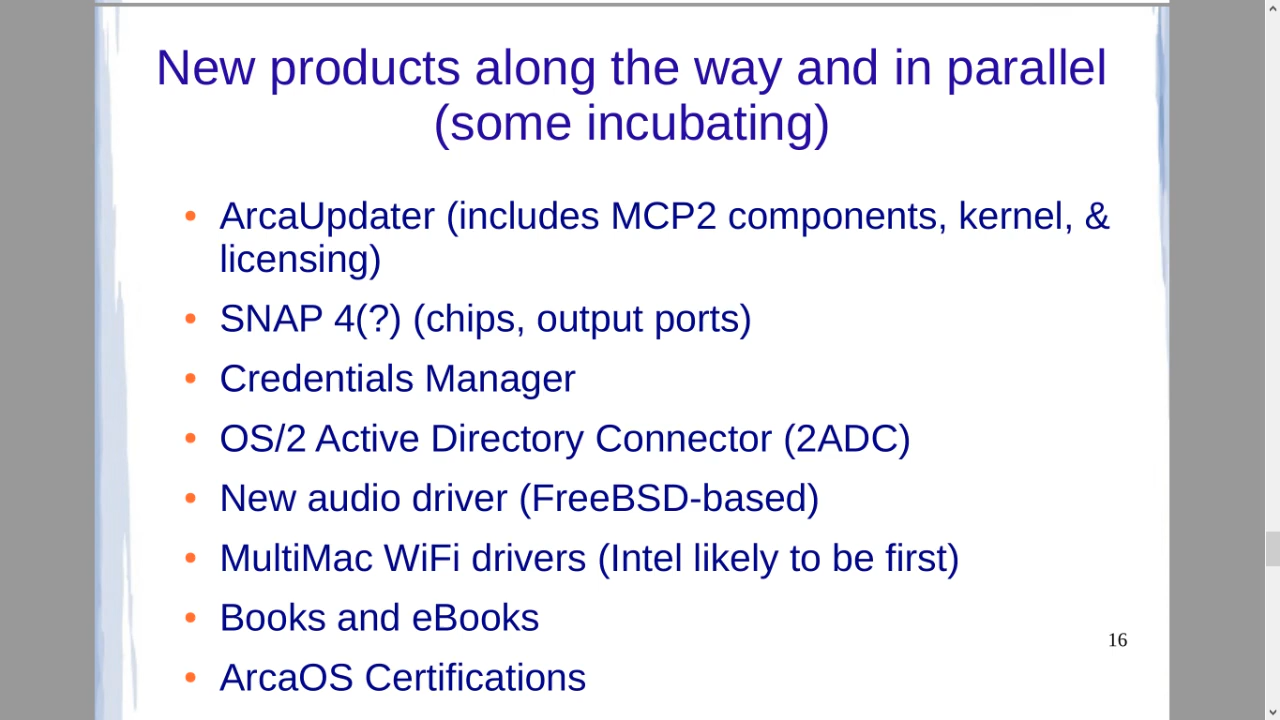 New products along the way and in parallel
(some incubating)
• ArcaUpdater (includes MCP2 components, kernel, &
licensing)
• SNAP 4(?) (chips, output ports)
• Credentials Manager
• OS/2 Active Directory Connector (2ADC)
• New audio driver (FreeBSD-based)
• MultiMac WiFi drivers (Intel likely to be first)
• Books and eBooks
16
• ArcaOS Certifications